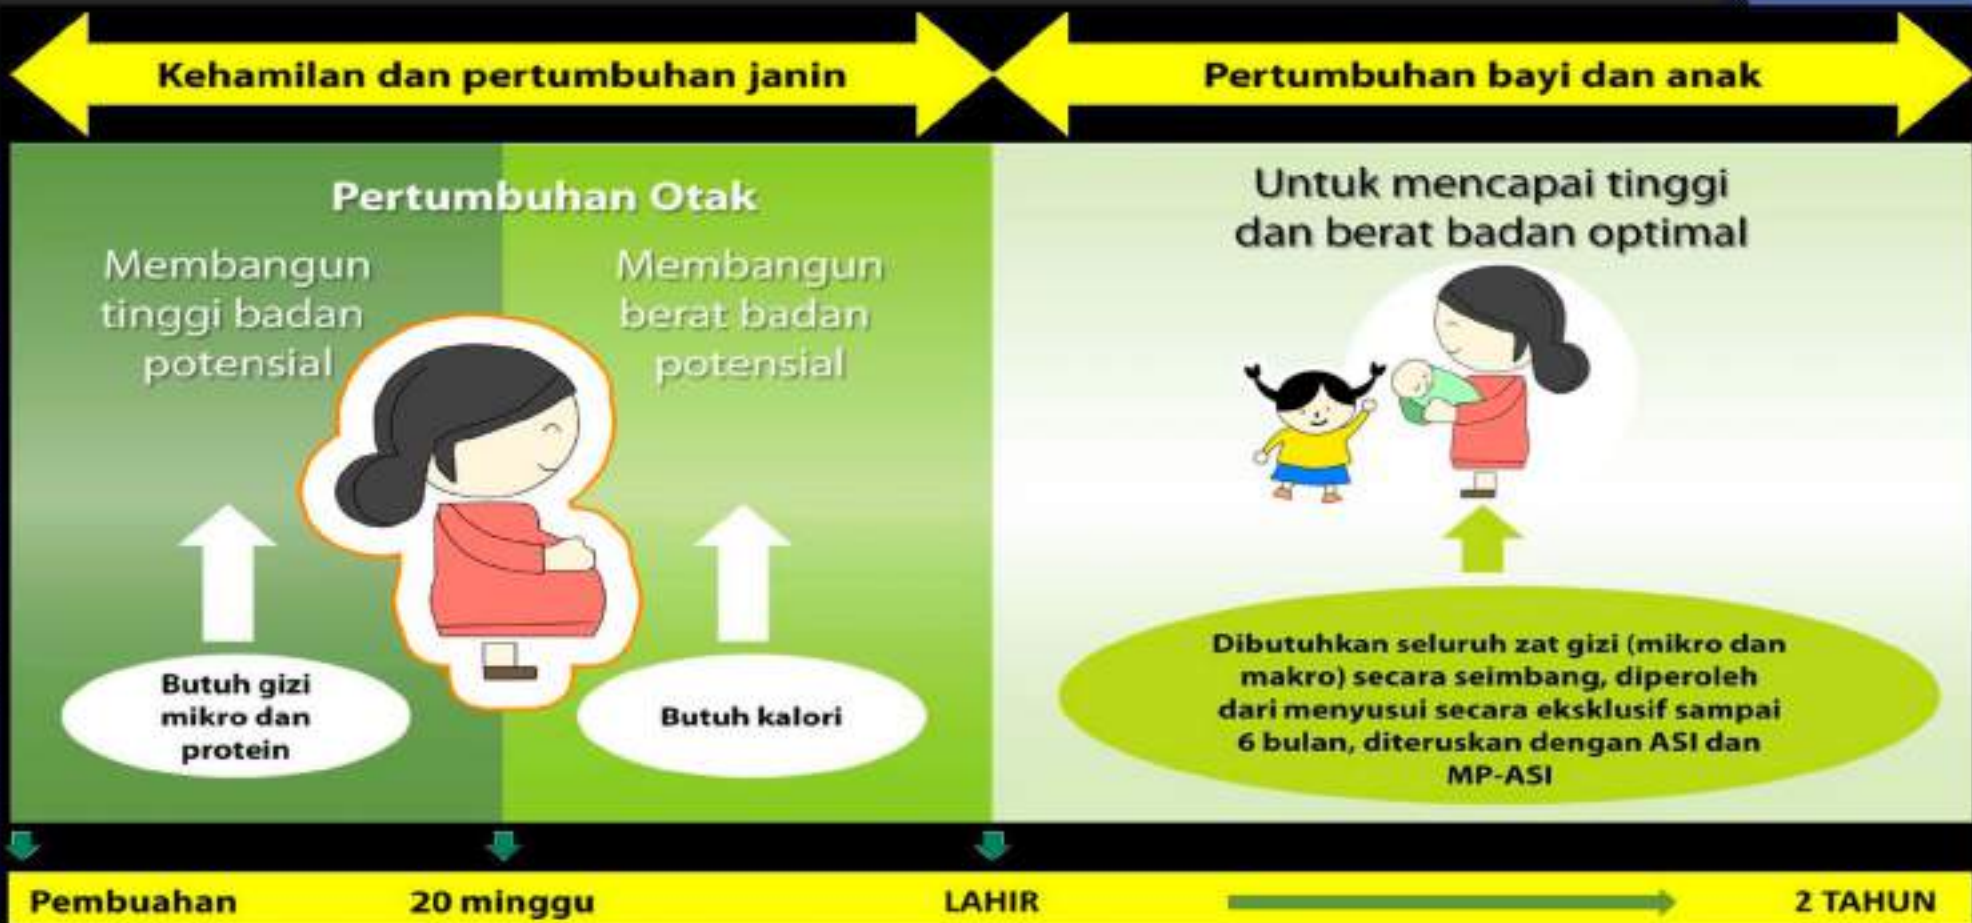 Kehamilan dan pertumbuhan janin
Pertumbuhan bayi dan anak
Pertumbuhan Otak
Membangun
tinggi badan
potensial
Membangun
berat badan
potensial
Untuk mencapai tinggi
dan berat badan optimal
Butuh gizi
mikro dan
protein
Butuh kalori
Dibutuhkan seluruh zat gizi (mikro dan
makro) secara seimbang, diperoleh
dari menyusui secara eksklusif sampai
6 bulan, diteruskan dengan ASI dan
MP-ASI
Pembuahan
20 minggu
LAHIR
2 TAHUN